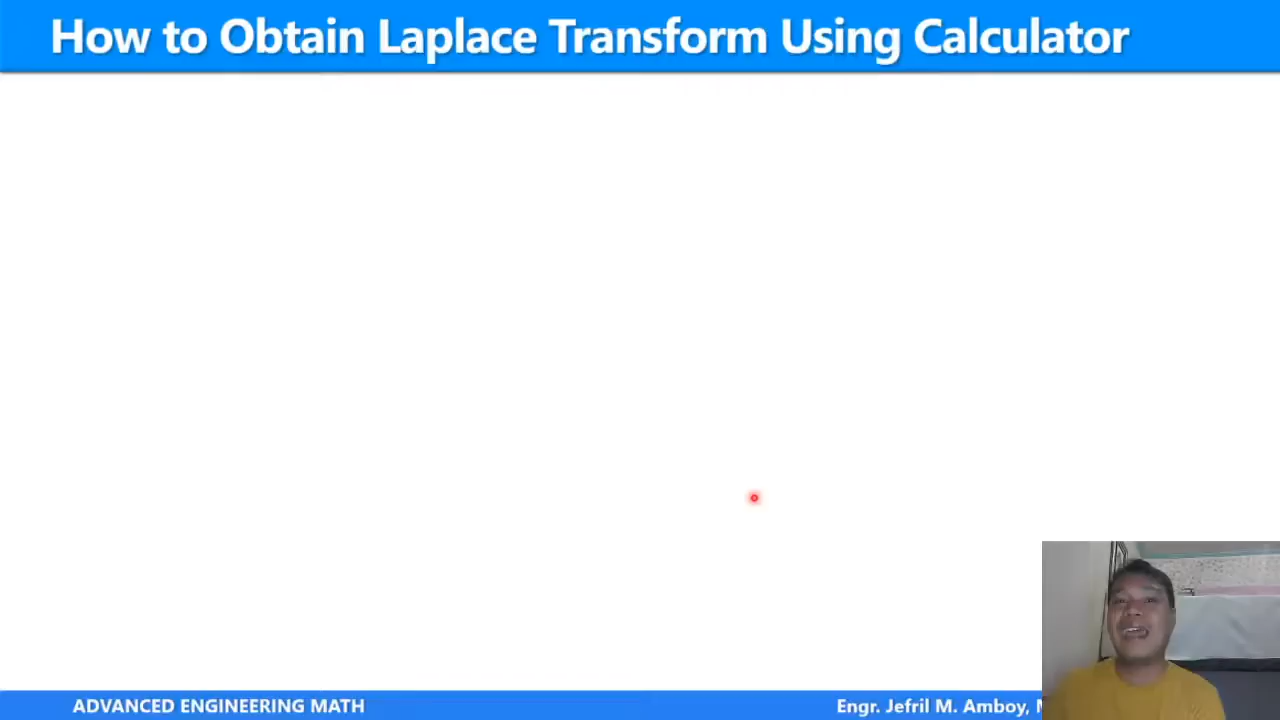 How to Obtain Laplace Transform Using Calculator
ADVANCED ENGINEERING MATH
Engr. Jefril M. Amboy,